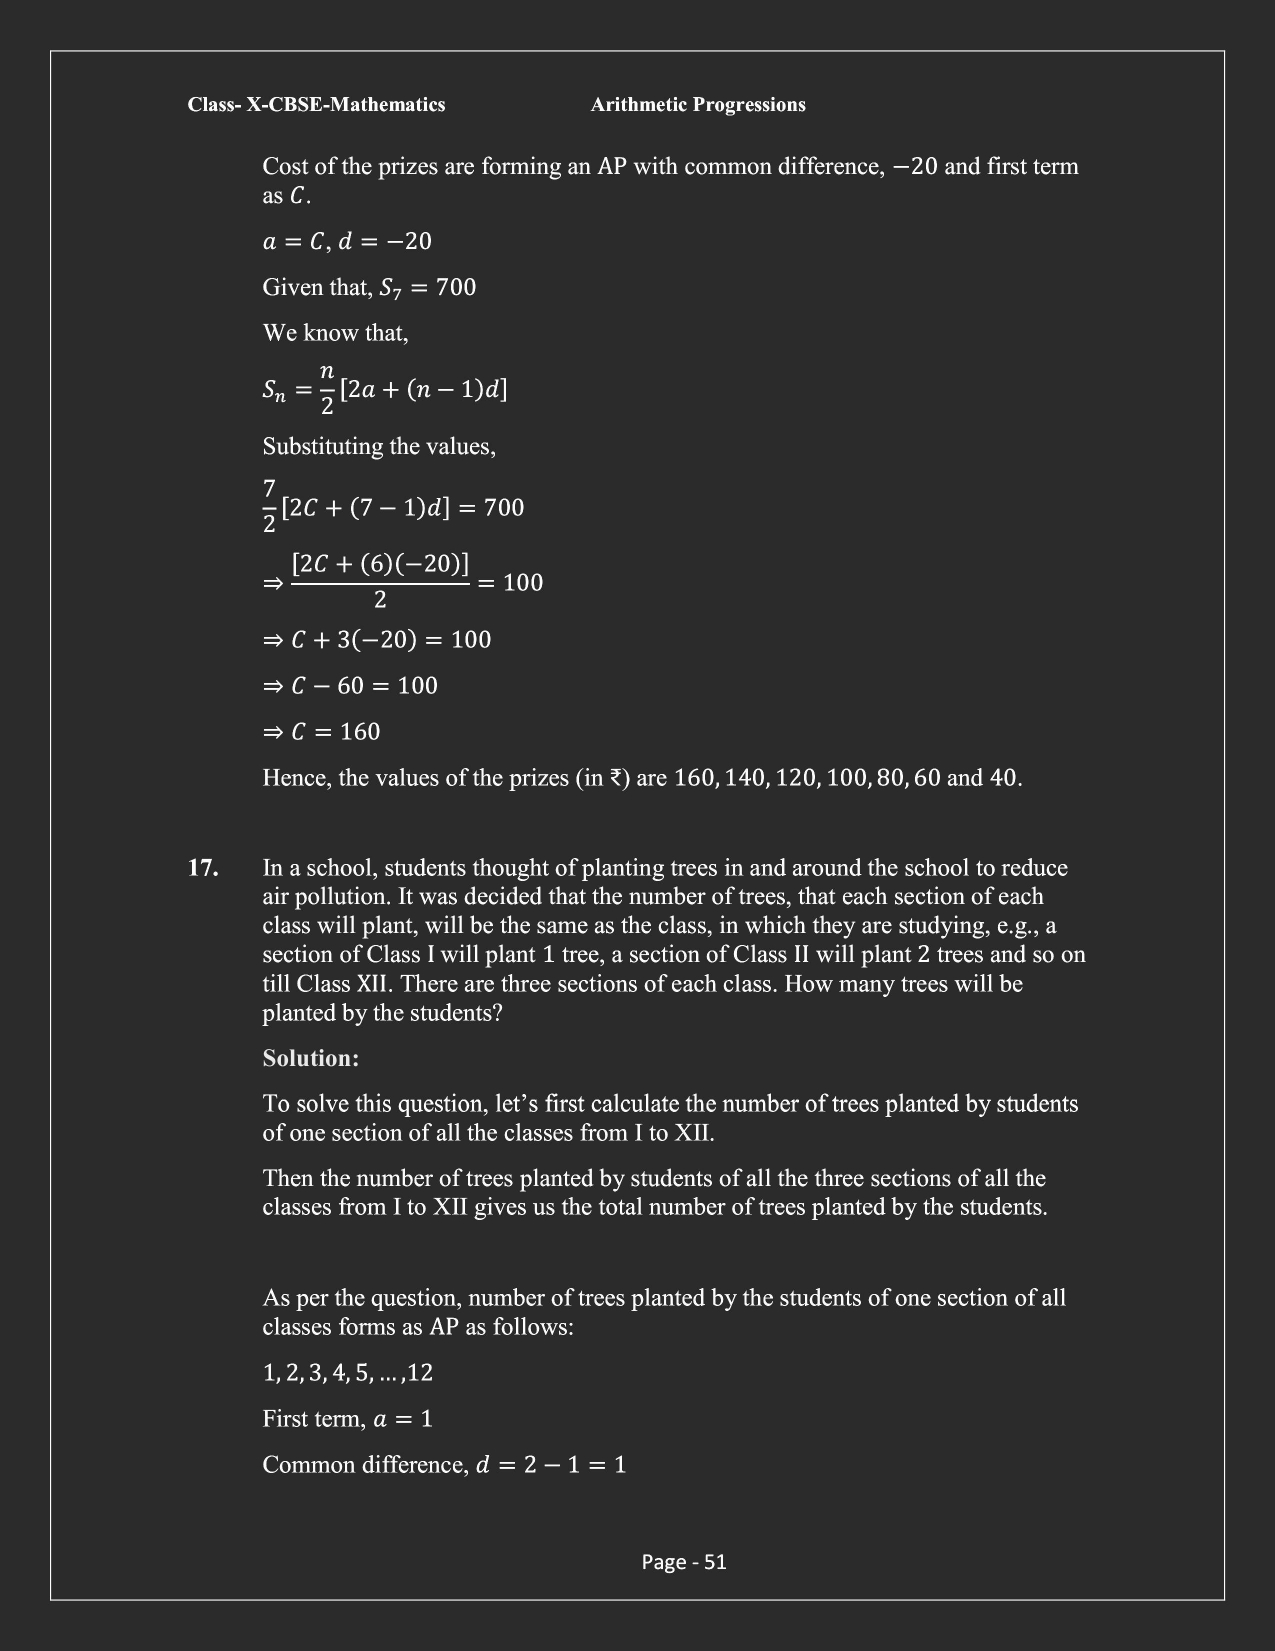 Class- X-CBSE-Mathematics Arithmetic Progressions
Cost of the prizes are forming an AP with common difference, −20 and first term
as C.
a = C, d = −20
Given that, S₇ = 700
We know that,
Sₙ = n/2 [2a + (n − 1)d]
Substituting the values,
7/2 [2C + (7 − 1)d] = 700
⇒ [2C + (6)(−20)]/2 = 100
⇒ C + 3(−20) = 100
⇒ C − 60 = 100
⇒ C = 160
Hence, the values of the prizes (in ₹) are 160, 140, 120, 100, 80, 60 and 40.
17. In a school, students thought of planting trees in and around the school to reduce
air pollution. It was decided that the number of trees, that each section of each
class will plant, will be the same as the class, in which they are studying, e.g., a
section of Class I will plant 1 tree, a section of Class II will plant 2 trees and so on
till Class XII. There are three sections of each class. How many trees will be
planted by the students?
Solution:
To solve this question, let’s first calculate the number of trees planted by students
of one section of all the classes from I to XII.
Then the number of trees planted by students of all the three sections of all the
classes from I to XII gives us the total number of trees planted by the students.
As per the question, number of trees planted by the students of one section of all
classes forms as AP as follows:
1, 2, 3, 4, 5, … ,12
First term, a = 1
Common difference, d = 2 − 1 = 1
Page - 51